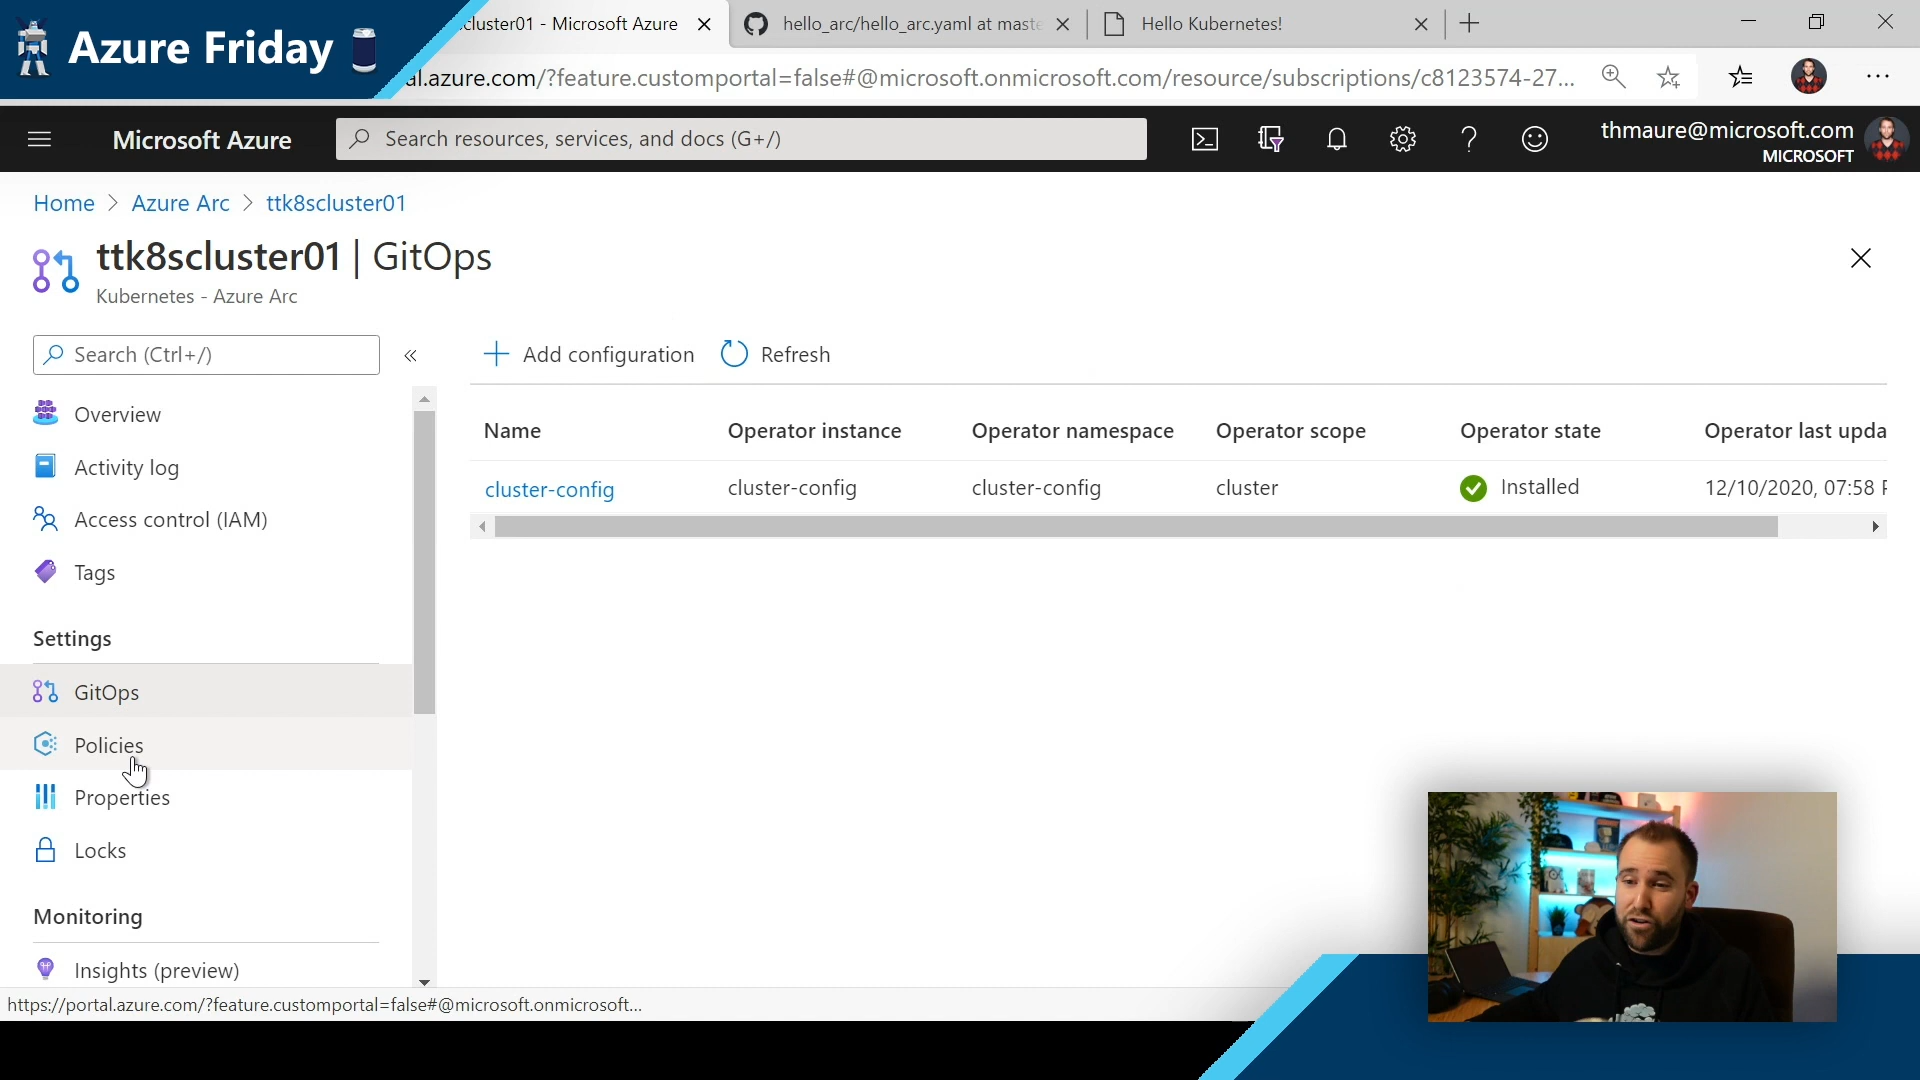 Azure Friday
cluster01 - Microsoft Azure
hello_arc/hello_arc.yaml at maste
Hello Kubernetes!
al.azure.com/?feature.customportal=false#@microsoft.onmicrosoft.com/resource/subscriptions/c8123574-27...
Microsoft Azure
Search resources, services, and docs (G+/)
thmaure@microsoft.com
MICROSOFT
Home > Azure Arc > ttk8scluster01
ttk8scluster01 | GitOps
Kubernetes - Azure Arc
Search (Ctrl+/)
«
Add configuration
Refresh
Overview
Activity log
Access control (IAM)
Tags
Settings
GitOps
Policies
Properties
Locks
Monitoring
Insights (preview)
Name Operator instance Operator namespace Operator scope Operator state Operator last upda
cluster-config cluster-config cluster-config cluster Installed 12/10/2020, 07:58 P
https://portal.azure.com/?feature.customportal=false#@microsoft.onmicrosoft...